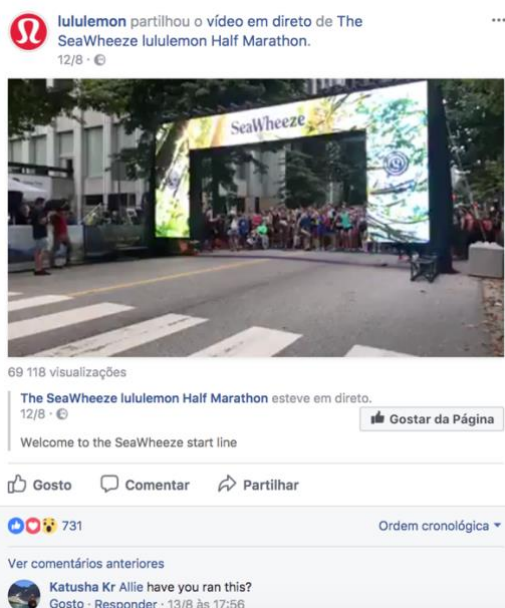 lululemon partilhou o vídeo em direto de The
SeaWheeze lululemon Half Marathon.
12/8 ·
SeaWheeze
69 118 visualizações
The SeaWheeze lululemon Half Marathon esteve em direto.
12/8 ·
Gostar da Página
Welcome to the SeaWheeze start line
Gosto Comentar Partilhar
731 Ordem cronológica
Ver comentários anteriores
Katusha Kr Allie have you ran this?
Gosto · Responder · 13/8 às 17:56